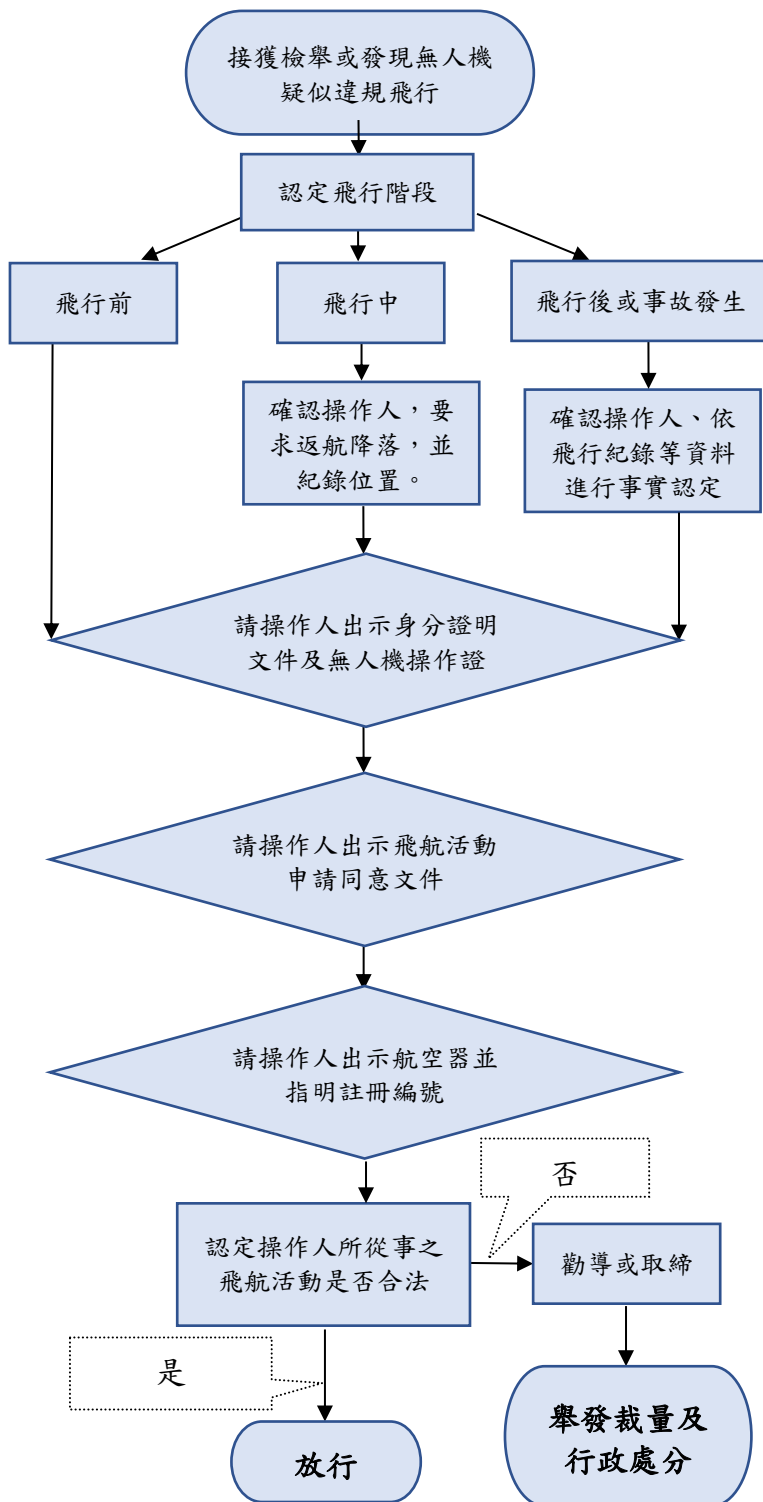 接獲檢舉或發現無人機
疑似違規飛行
認定飛行階段
飛行前
飛行中
飛行後或事故發生
確認操作人，要
求返航降落，並
紀錄位置。
確認操作人、依
飛行紀錄等資料
進行事實認定
請操作人出示身分證明
文件及無人機操作證
請操作人出示飛航活動
申請同意文件
請操作人出示航空器並
指明註冊編號
否
認定操作人所從事之
飛航活動是否合法
勸導或取締
是
放行
舉發裁量及
行政處分